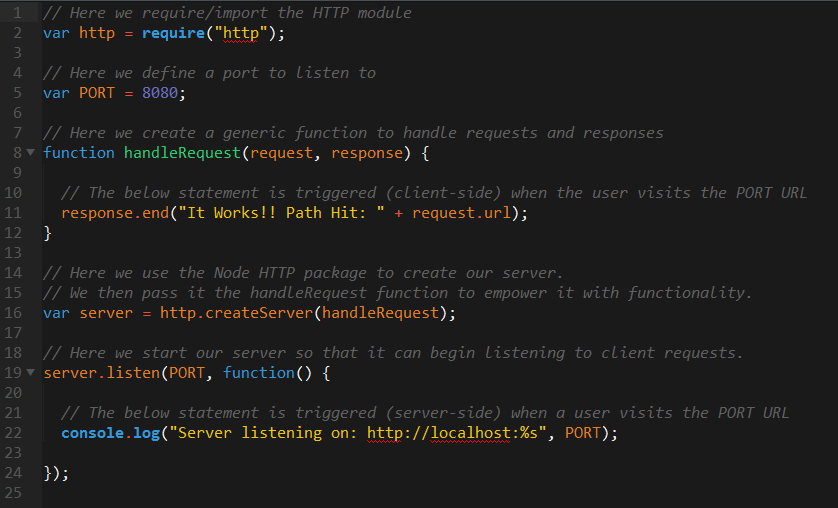 1 // Here we require/import the HTTP module
2 var http = require("http");
3
4 // Here we define a port to listen to
5 var PORT = 8080;
6
7 // Here we create a generic function to handle requests and responses
8 function handleRequest(request, response) {
9
10 // The below statement is triggered (client-side) when the user visits the PORT URL
11 response.end("It Works!! Path Hit: " + request.url);
12 }
13
14 // Here we use the Node HTTP package to create our server.
15 // We then pass it the handleRequest function to empower it with functionality.
16 var server = http.createServer(handleRequest);
17
18 // Here we start our server so that it can begin listening to client requests.
19 server.listen(PORT, function() {
20
21 // The below statement is triggered (server-side) when a user visits the PORT URL
22 console.log("Server listening on: http://localhost:%s", PORT);
23
24 });
25